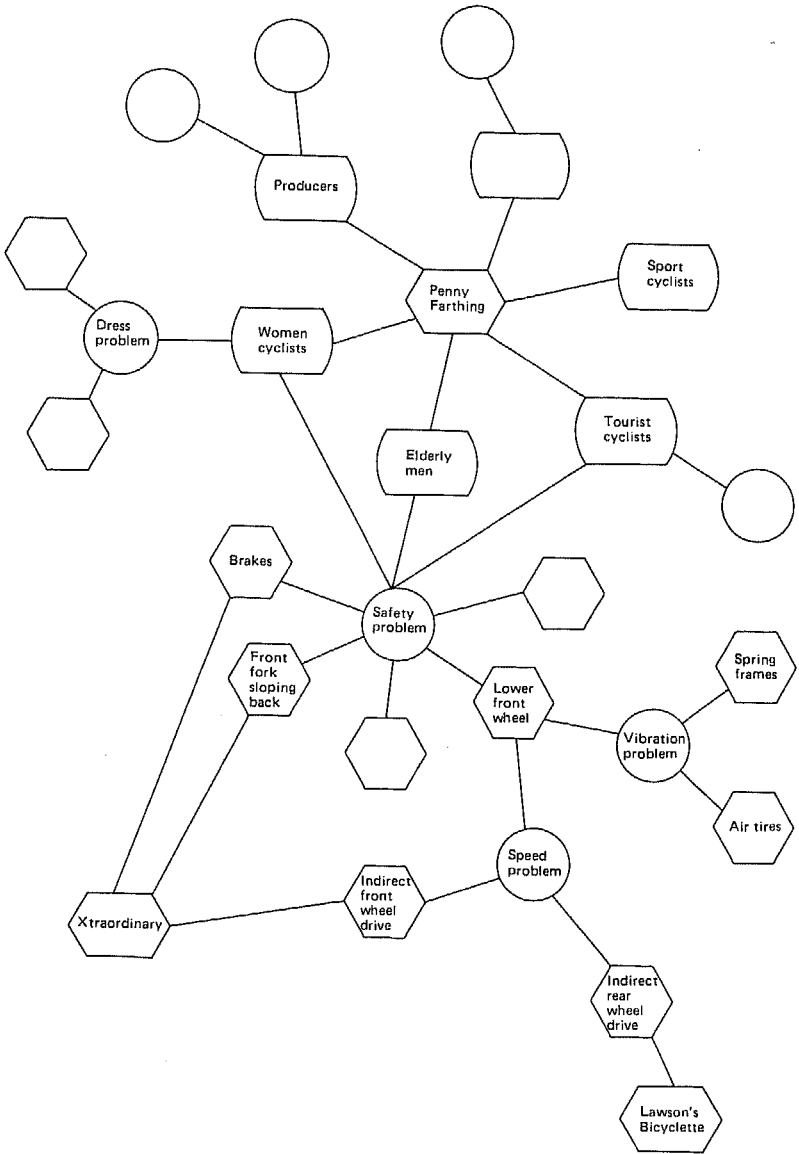 Producers
Penny
Farthing
Sport
cyclists
Dress
problem
Women
cyclists
Tourist
cyclists
Elderly
men
Brakes
Safety
problem
Front
fork
sloping
back
Lower
front
wheel
Spring
frames
Vibration
problem
Air tires
Speed
problem
Indirect
front
wheel
drive
Xtraordinary
Indirect
rear
wheel
drive
Lawson's
Bicyclette